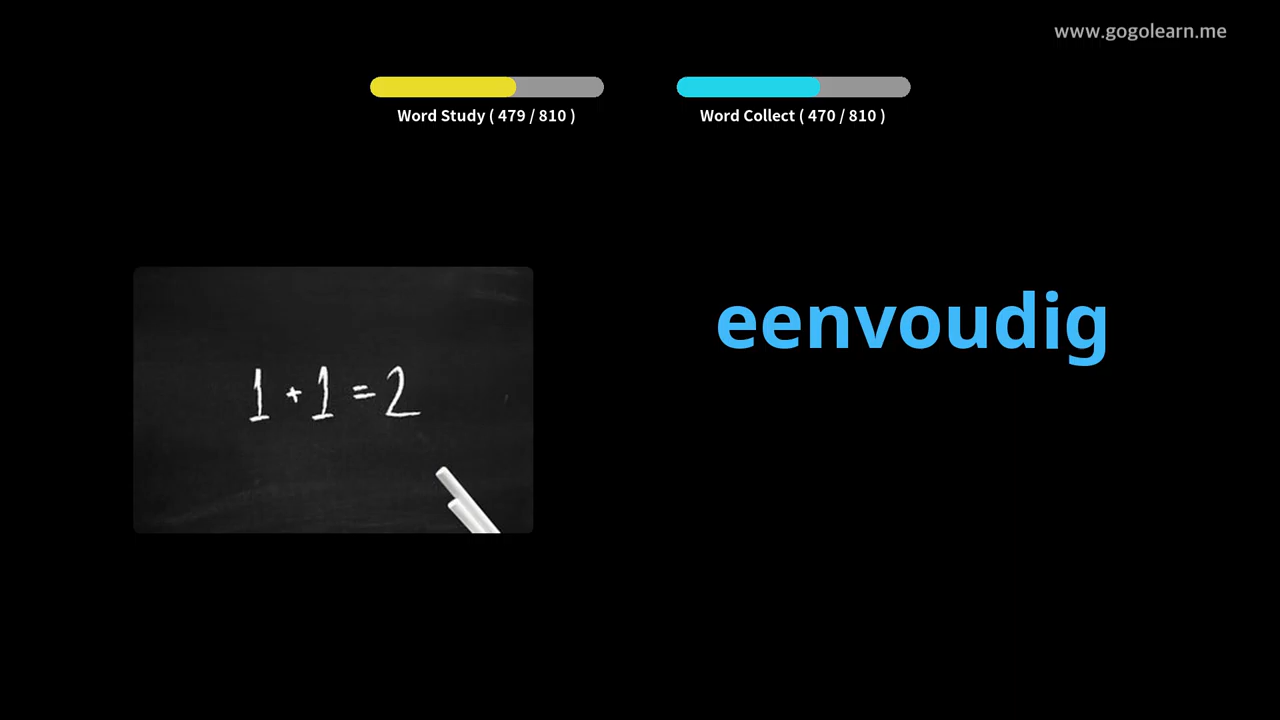 www.gogolearn.me
Word Study ( 479 / 810 )
Word Collect ( 470 / 810 )
eenvoudig
1 + 1 = 2